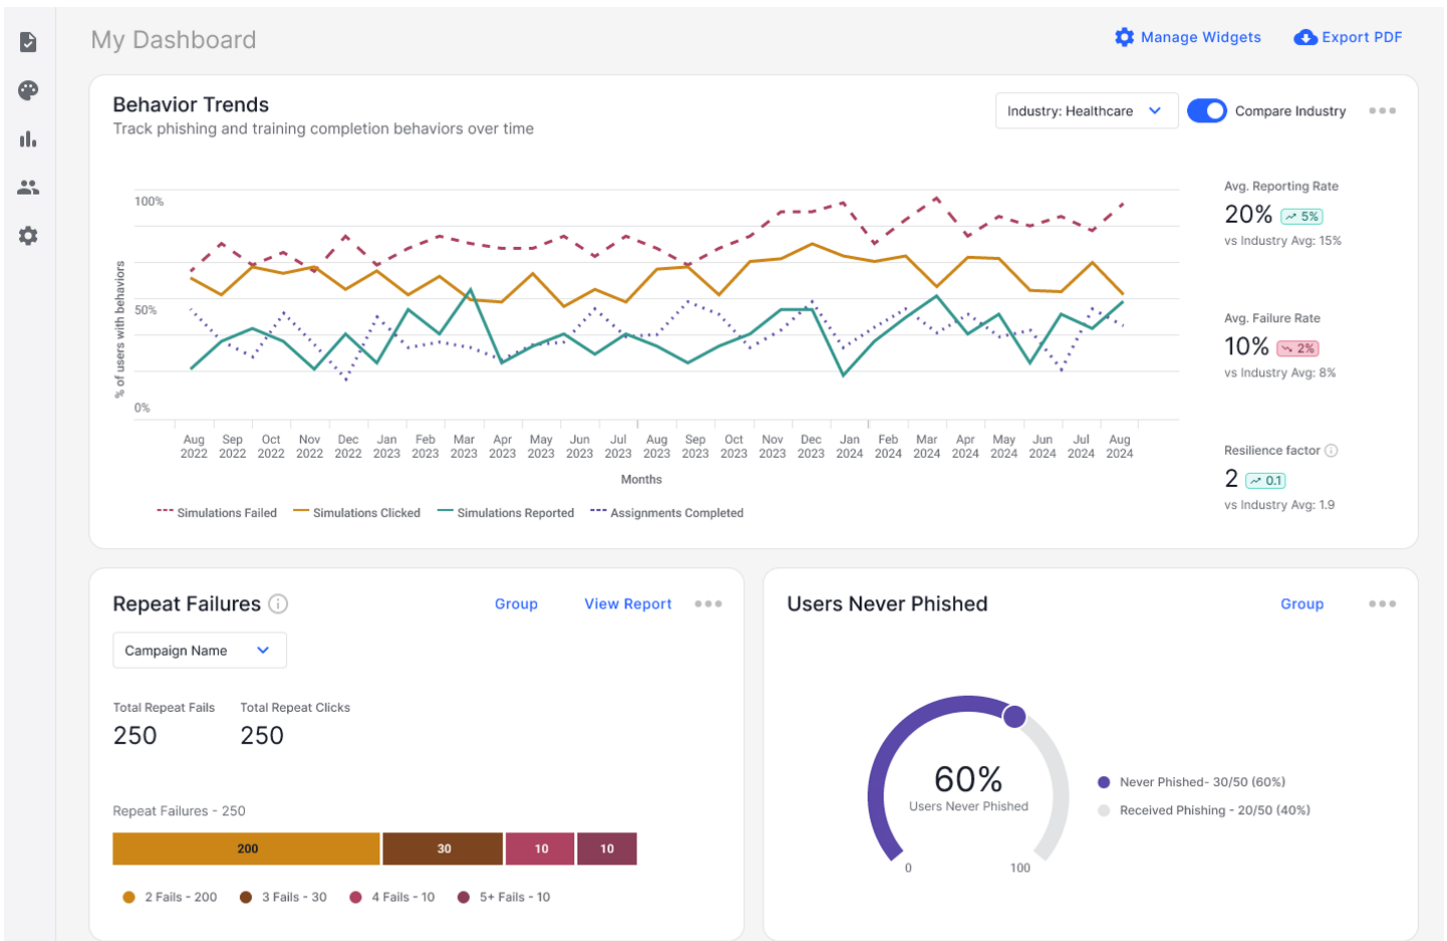 My Dashboard
Manage Widgets
Export PDF
Behavior Trends
Track phishing and training completion behaviors over time
Industry: Healthcare
Compare Industry
100%
50%
0%
% of users with behaviors
Aug 2022
Sep 2022
Oct 2022
Nov 2022
Dec 2022
Jan 2023
Feb 2023
Mar 2023
Apr 2023
May 2023
Jun 2023
Jul 2023
Aug 2023
Sep 2023
Oct 2023
Nov 2023
Dec 2023
Jan 2024
Feb 2024
Mar 2024
Apr 2024
May 2024
Jun 2024
Jul 2024
Aug 2024
Months
Simulations Failed
Simulations Clicked
Simulations Reported
Assignments Completed
Avg. Reporting Rate
20% 5%
vs Industry Avg: 15%
Avg. Failure Rate
10% 2%
vs Industry Avg: 8%
Resilience factor
2 0.1
vs Industry Avg: 1.9
Repeat Failures
Group
View Report
Campaign Name
Total Repeat Fails
250
Total Repeat Clicks
250
Repeat Failures - 250
200
30
10
10
2 Fails - 200
3 Fails - 30
4 Fails - 10
5+ Fails - 10
Users Never Phished
Group
60%
Users Never Phished
0
100
Never Phished- 30/50 (60%)
Received Phishing - 20/50 (40%)